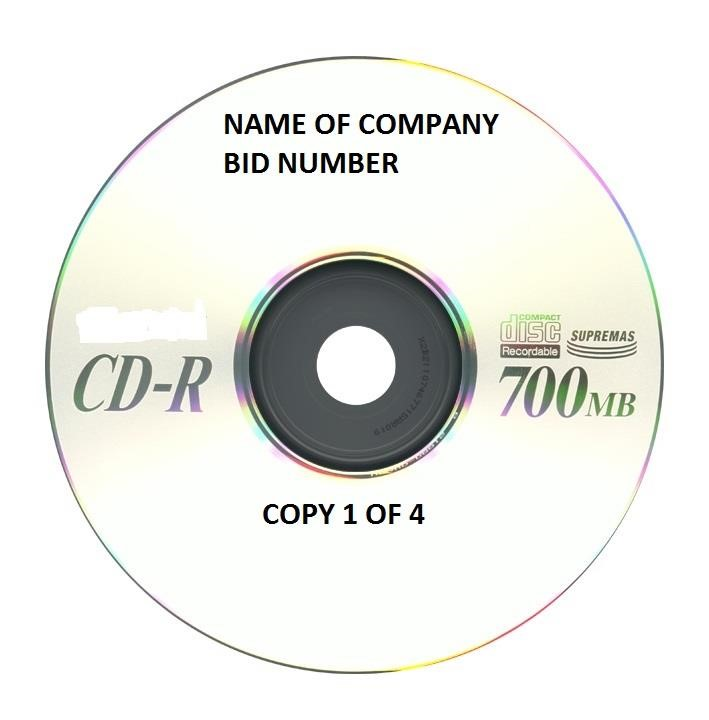 NAME OF COMPANY
BID NUMBER
COMPACT
disc
Recordable
SUPREMAS
CD-R
700MB
COPY 1 OF 4